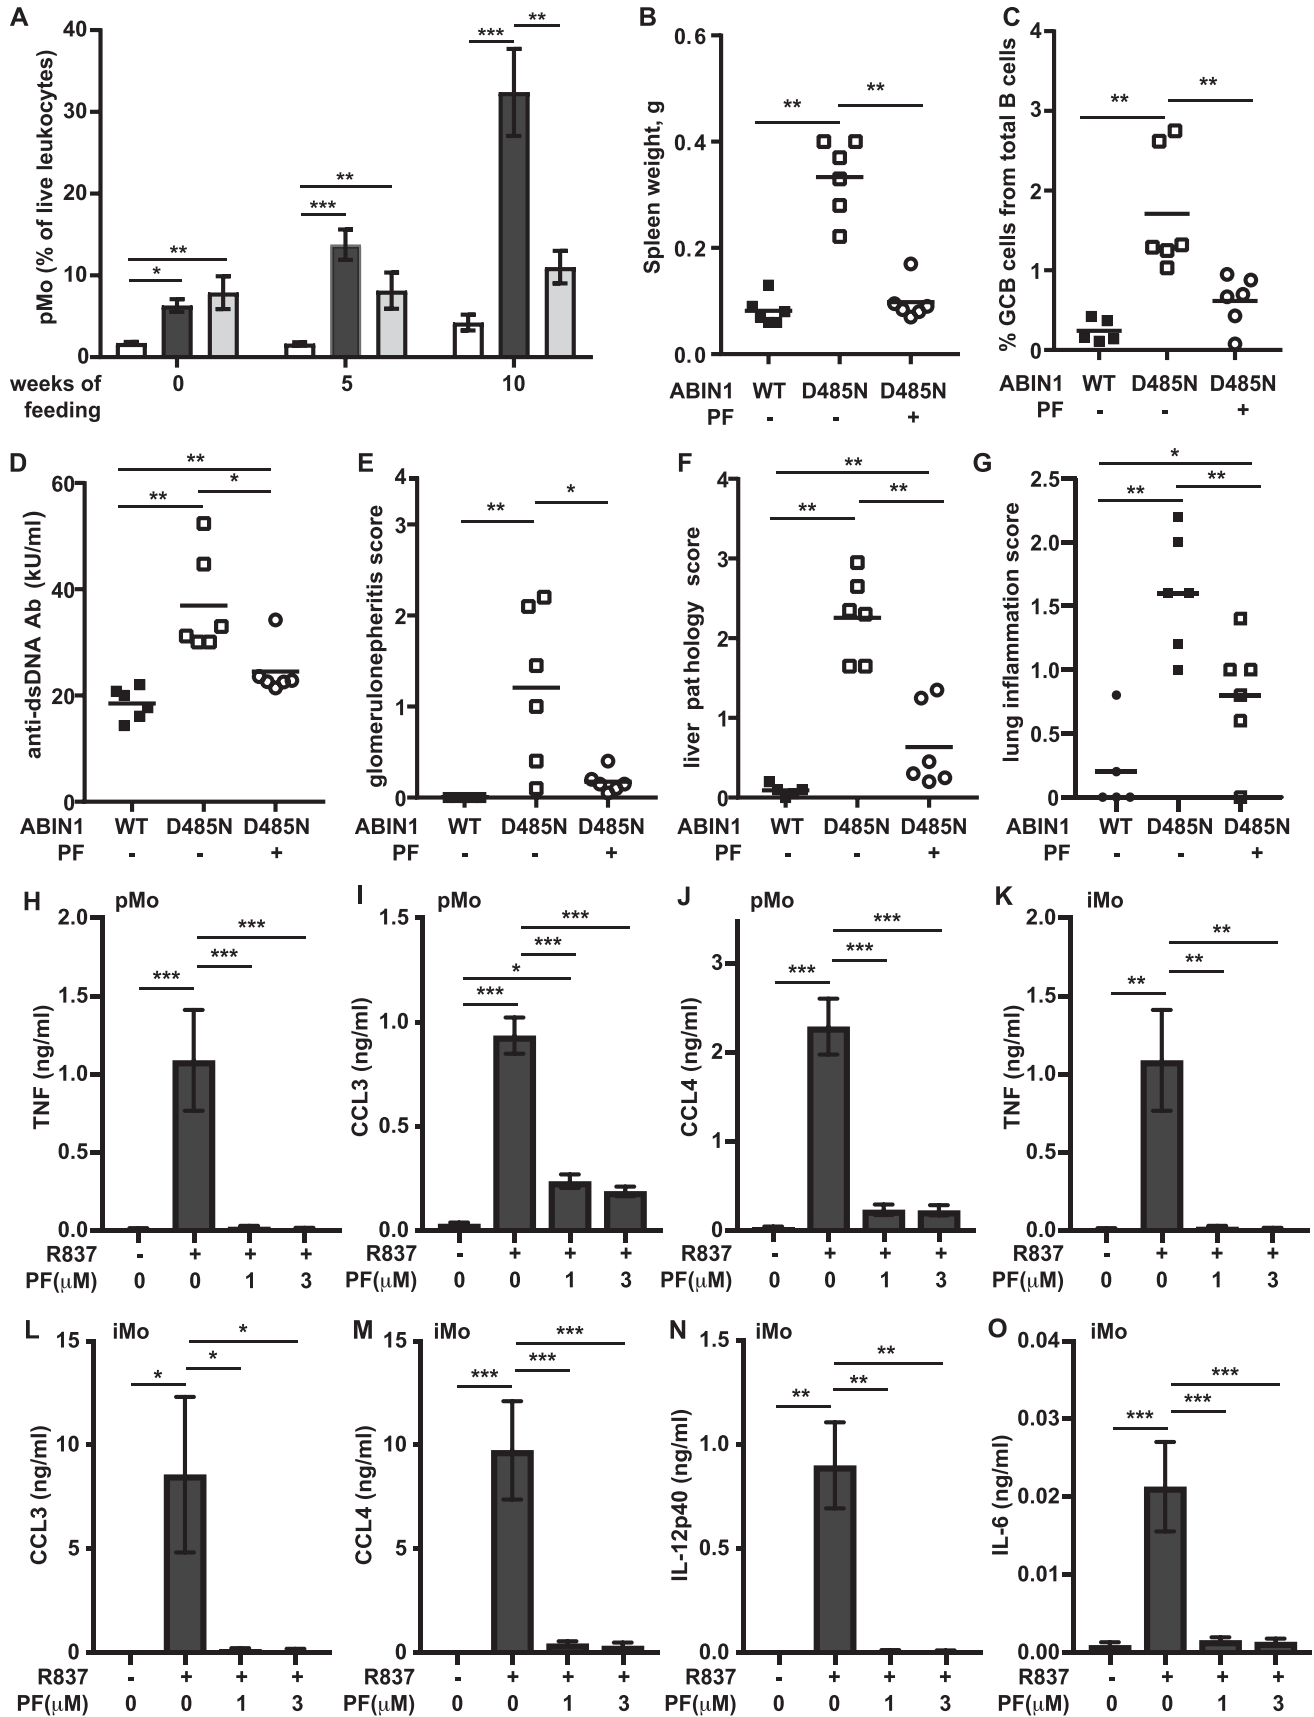 A
pMo (% of live leukocytes)
40
30
20
10
0
*
**
***
**
***
**
weeks of feeding
0
5
10
B
Spleen weight, g
0.6
0.4
0.2
0.0
**
**
ABIN1 WT D485N D485N
PF - - +
C
% GCB cells from total B cells
4
3
2
1
0
**
**
ABIN1 WT D485N D485N
PF - - +
D
anti-dsDNA Ab (kU/ml)
60
40
20
0
**
**
*
ABIN1 WT D485N D485N
PF - - +
E
glomerulonepheritis score
4
3
2
1
0
**
*
ABIN1 WT D485N D485N
PF - - +
F
liver pathology score
4
3
2
1
0
**
**
**
ABIN1 WT D485N D485N
PF - - +
G
lung inflammation score
2.5
2.0
1.5
1.0
0.5
0
*
**
**
ABIN1 WT D485N D485N
PF - - +
H pMo
TNF (ng/ml)
2.0
1.5
1.0
0.5
0.0
***
***
***
R837 - + + +
PF(µM) 0 0 1 3
I pMo
CCL3 (ng/ml)
1.5
1.0
0.5
0.0
***
***
*
***
R837 - + + +
PF(µM) 0 0 1 3
J pMo
CCL4 (ng/ml)
3
2
1
0
***
***
***
R837 - + + +
PF(µM) 0 0 1 3
K iMo
TNF (ng/ml)
2.0
1.5
1.0
0.5
0.0
**
**
**
R837 - + + +
PF(µM) 0 0 1 3
L iMo
CCL3 (ng/ml)
15
10
5
0
*
*
*
R837 - + + +
PF(µM) 0 0 1 3
M iMo
CCL4 (ng/ml)
15
10
5
0
***
***
***
R837 - + + +
PF(µM) 0 0 1 3
N iMo
IL-12p40 (ng/ml)
1.5
1.0
0.5
0.0
**
**
**
R837 - + + +
PF(µM) 0 0 1 3
O iMo
IL-6 (ng/ml)
0.04
0.03
0.02
0.01
0.00
***
***
***
R837 - + + +
PF(µM) 0 0 1 3